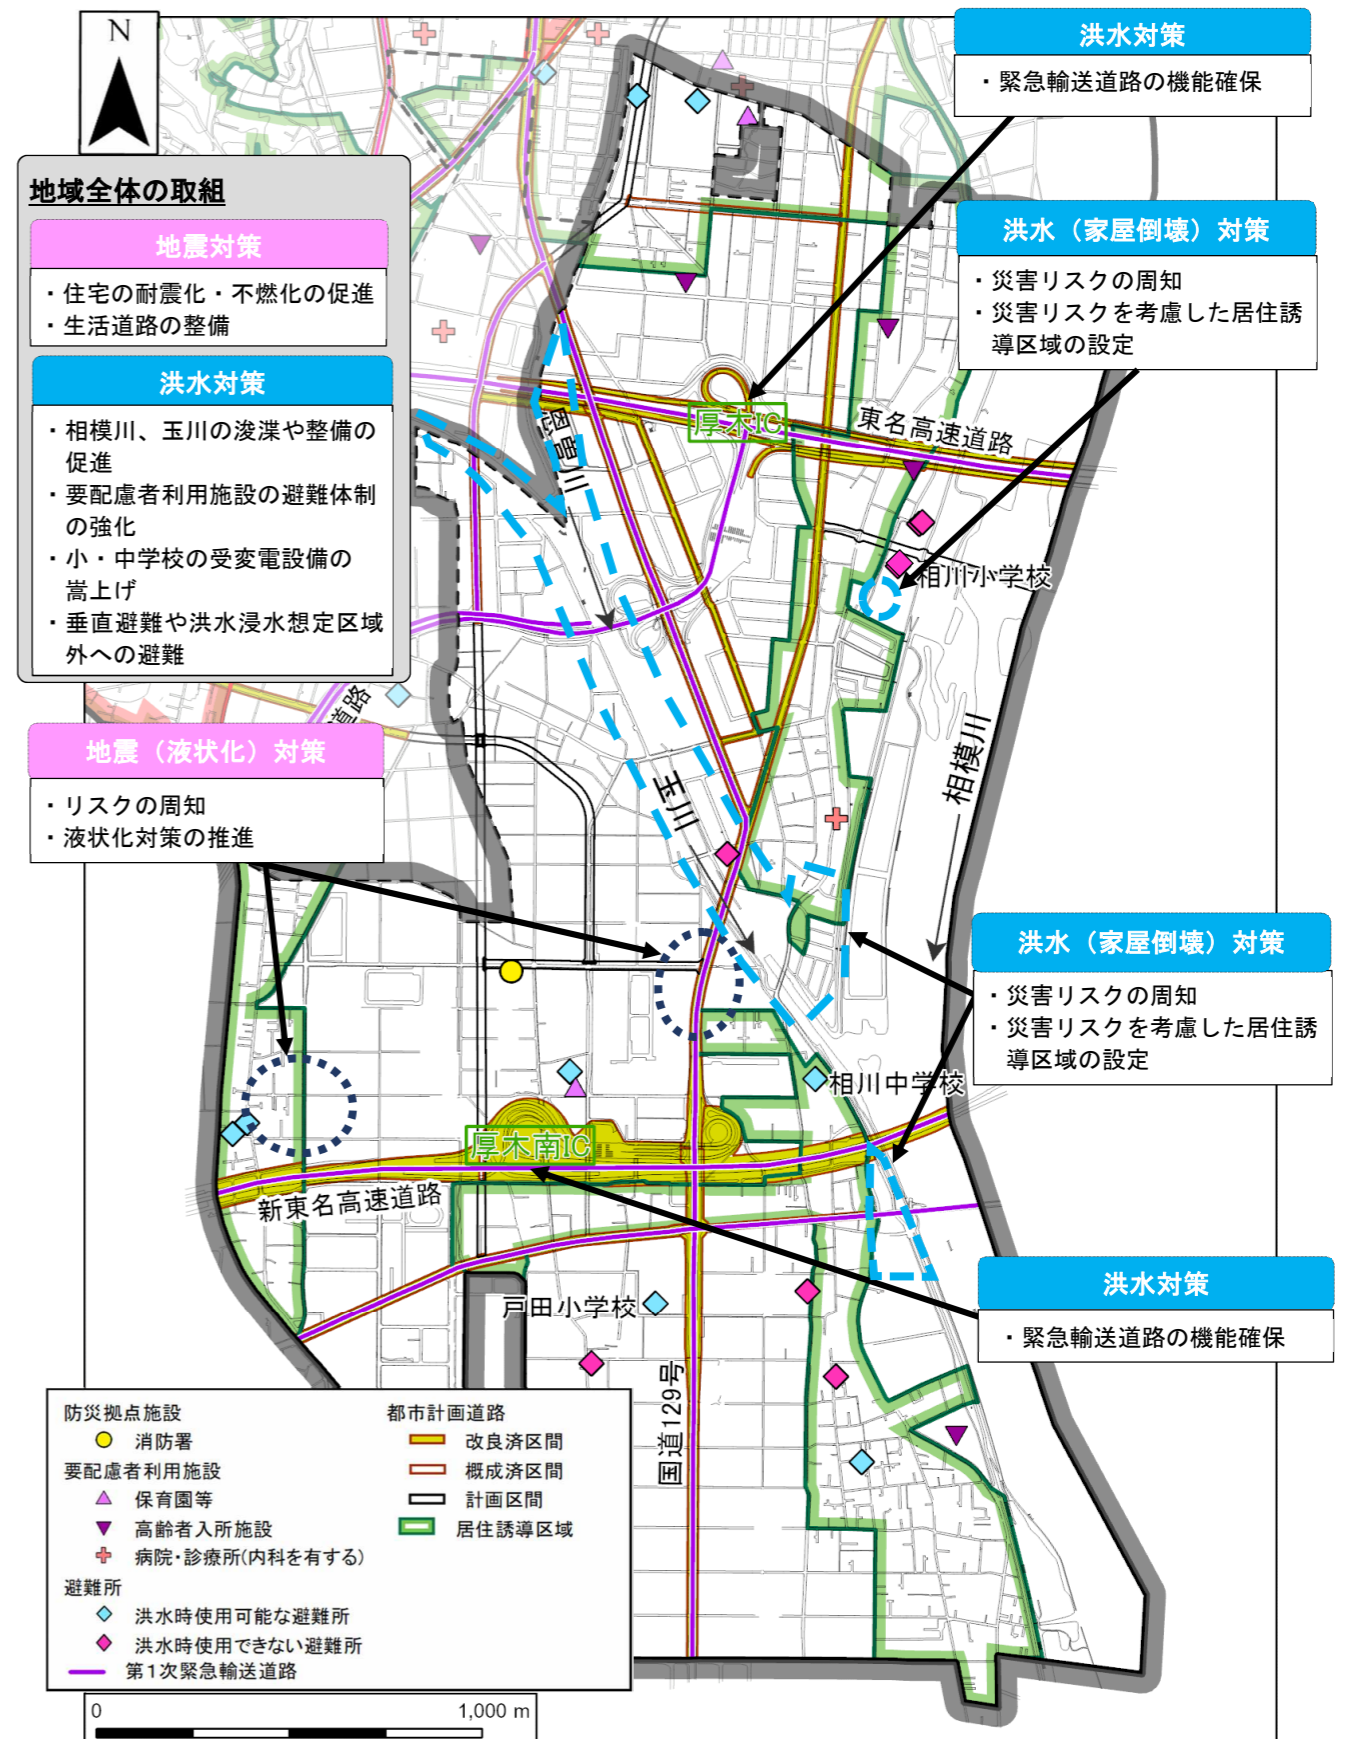 N
地域全体の取組
地震対策
・住宅の耐震化・不燃化の促進
・生活道路の整備
洪水対策
・相模川、玉川の浚渫や整備の
促進
・要配慮者利用施設の避難体制
の強化
・小・中学校の受変電設備の
嵩上げ
・垂直避難や洪水浸水想定区域
外への避難
地震（液状化）対策
・リスクの周知
・液状化対策の推進
洪水対策
・緊急輸送道路の機能確保
洪水（家屋倒壊）対策
・災害リスクの周知
・災害リスクを考慮した居住誘
導区域の設定
厚木IC
東名高速道路
恩曽川
相川小学校
道路
玉川
相模川
洪水（家屋倒壊）対策
・災害リスクの周知
・災害リスクを考慮した居住誘
導区域の設定
相川中学校
厚木南IC
新東名高速道路
洪水対策
・緊急輸送道路の機能確保
戸田小学校
国道129号
防災拠点施設
消防署
要配慮者利用施設
保育園等
高齢者入所施設
病院・診療所(内科を有する)
避難所
洪水時使用可能な避難所
洪水時使用できない避難所
第1次緊急輸送道路
都市計画道路
改良済区間
概成済区間
計画区間
居住誘導区域
0
1,000 m